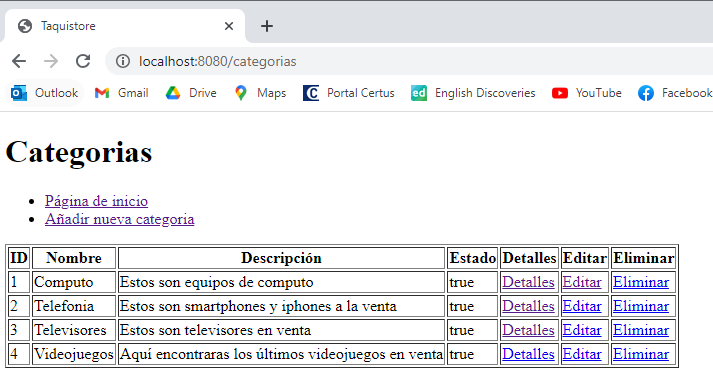 Taquistore
localhost:8080/categorias
Outlook Gmail Drive Maps Portal Certus ed English Discoveries YouTube Facebook
Categorias
Página de inicio
Añadir nueva categoria
ID Nombre Descripción Estado Detalles Editar Eliminar
1 Computo Estos son equipos de computo true Detalles Editar Eliminar
2 Telefonia Estos son smartphones y iphones a la venta true Detalles Editar Eliminar
3 Televisores Estos son televisores en venta true Detalles Editar Eliminar
4 Videojuegos Aquí encontraras los últimos videojuegos en venta true Detalles Editar Eliminar